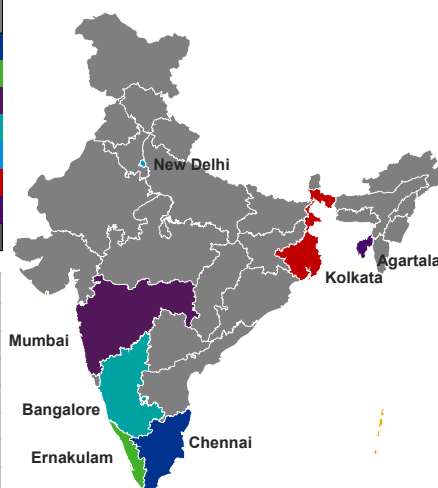 New Delhi
Agartala
Kolkata
Mumbai
Bangalore
Chennai
Ernakulam